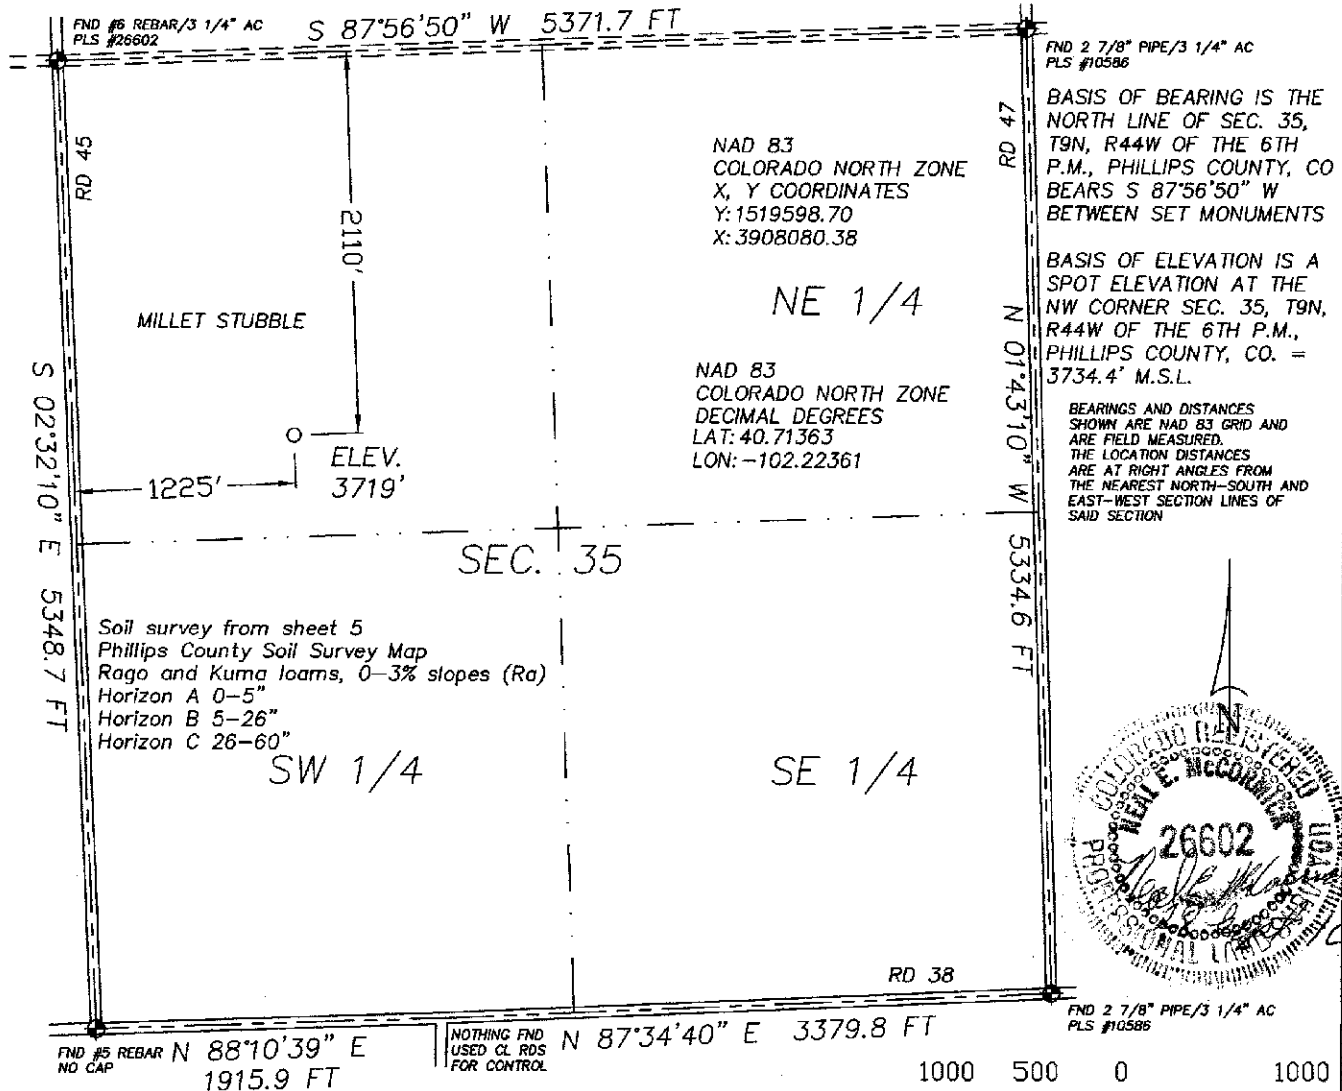 FND #6 REBAR/3 1/4" AC
PLS #26602
S 87°56'50" W 5371.7 FT
FND 2 7/8" PIPE/3 1/4" AC
PLS #10586
RD 45
RD 47
2110'
NAD 83
COLORADO NORTH ZONE
X, Y COORDINATES
Y: 1519598.70
X: 3908080.38
BASIS OF BEARING IS THE
NORTH LINE OF SEC. 35,
T9N, R44W OF THE 6TH
P.M., PHILLIPS COUNTY, CO
BEARS S 87°56'50" W
BETWEEN SET MONUMENTS
MILLET STUBBLE
NE 1/4
BASIS OF ELEVATION IS A
SPOT ELEVATION AT THE
NW CORNER SEC. 35, T9N,
R44W OF THE 6TH P.M.,
PHILLIPS COUNTY, CO. =
3734.4' M.S.L.
NAD 83
COLORADO NORTH ZONE
DECIMAL DEGREES
LAT: 40.71363
LON: -102.22361
BEARINGS AND DISTANCES
SHOWN ARE NAD 83 GRID AND
ARE FIELD MEASURED.
THE LOCATION DISTANCES
ARE AT RIGHT ANGLES FROM
THE NEAREST NORTH-SOUTH AND
EAST-WEST SECTION LINES OF
SAID SECTION
S 02°32'10" E 5348.7 FT
N 01°43'10" W 5334.6 FT
ELEV.
3719'
1225'
SEC. 35
Soil survey from sheet 5
Phillips County Soil Survey Map
Rago and Kuma loams, 0-3% slopes (Ra)
Horizon A 0-5"
Horizon B 5-26"
Horizon C 26-60"
SW 1/4
SE 1/4
N
COLORADO REGISTERED
NEAL E. McCORMICK
26602
PROFESSIONAL LAND
RD 38
FND 2 7/8" PIPE/3 1/4" AC
PLS #10586
FND #5 REBAR
NO CAP
N 88°10'39" E
1915.9 FT
NOTHING FND
USED CL RDS
FOR CONTROL
N 87°34'40" E 3379.8 FT
1000 500 0 1000